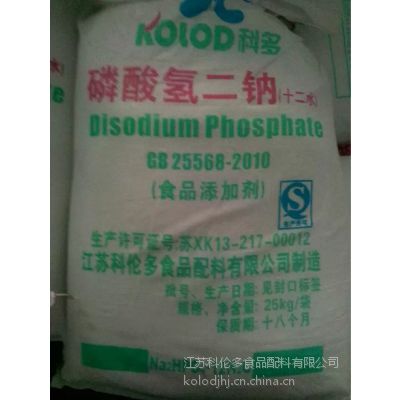 KOLOD科多
磷酸氢二钠(十二水)
Disodium Phosphate
GB 25568-2010
(食品添加剂)
生产许可
生产许可证号:苏XK13-217-00012
江苏科伦多食品配料有限公司制造
批号、生产日期:见封口标签
规格、净含量:25kg/袋
保质期:十八个月
江苏科伦多食品配料有限公司
kolodjhj.cn.china.cn